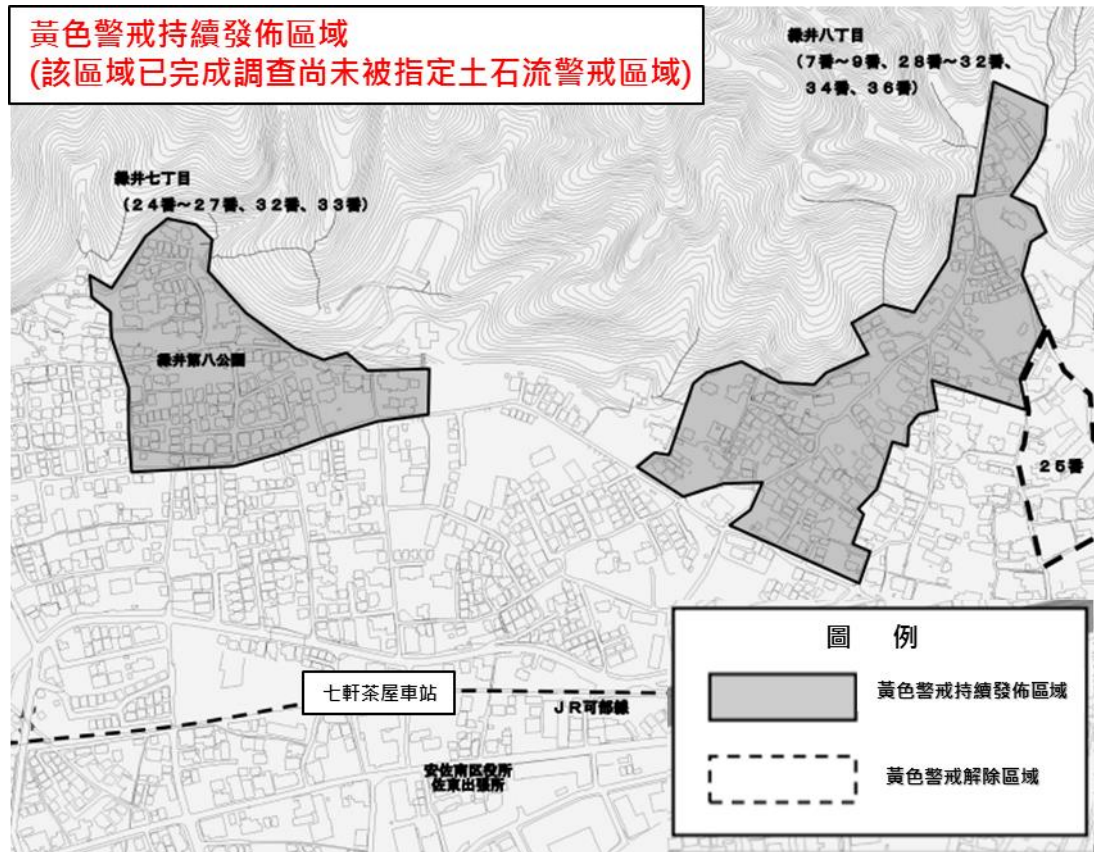 黃色警戒持續發佈區域
(該區域已完成調查尚未被指定土石流警戒區域)
緑井八丁目
(7番~9番、28番~32番、
34番、36番)
緑井七丁目
(24番~27番、32番、33番)
緑井第八公園
25番
七軒茶屋車站
JR可部線
安佐南区役所
佐東出張所
圖 例
黃色警戒持續發佈區域
黃色警戒解除區域